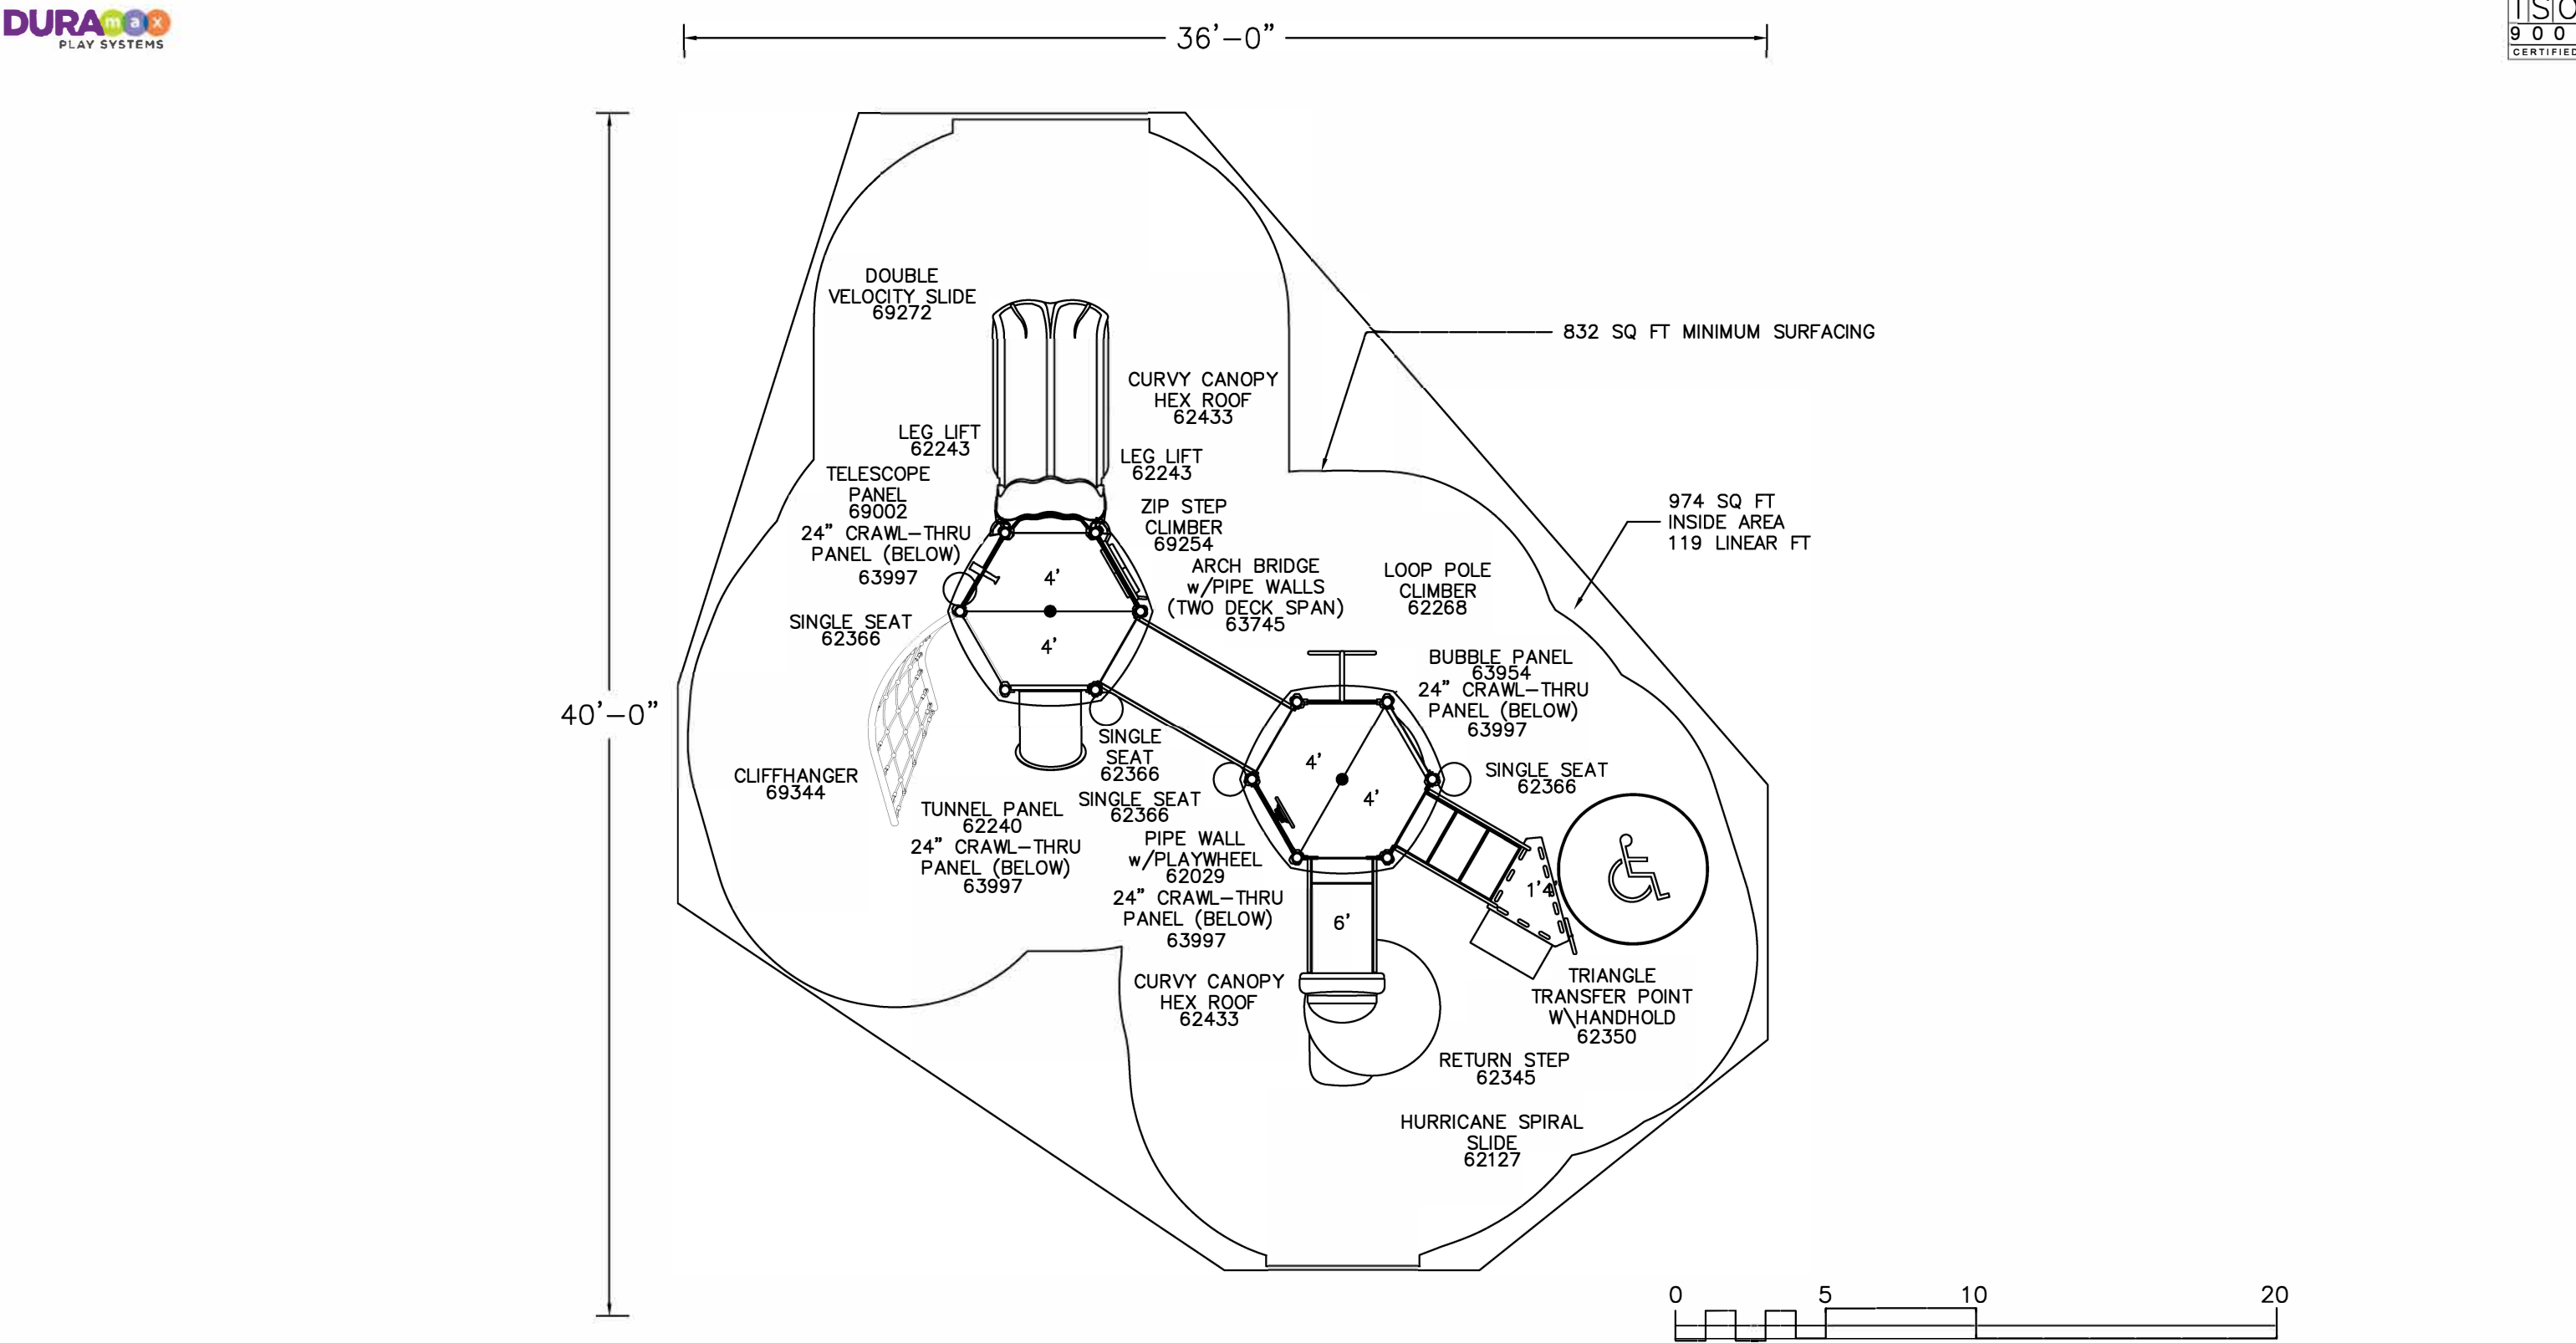 DURAmax
PLAY SYSTEMS
36'-0"
ISO
900
CERTIFIED
DOUBLE
VELOCITY SLIDE
69272
832 SQ FT MINIMUM SURFACING
CURVY CANOPY
HEX ROOF
62433
LEG LIFT
62243
LEG LIFT
62243
TELESCOPE
PANEL
69002
24" CRAWL-THRU
PANEL (BELOW)
63997
ZIP STEP
CLIMBER
69254
974 SQ FT
INSIDE AREA
119 LINEAR FT
ARCH BRIDGE
w/PIPE WALLS
(TWO DECK SPAN)
63745
LOOP POLE
CLIMBER
62268
4'
4'
SINGLE SEAT
62366
BUBBLE PANEL
63954
24" CRAWL-THRU
PANEL (BELOW)
63997
40'-0"
SINGLE
SEAT
62366
CLIFFHANGER
69344
4'
4'
SINGLE SEAT
62366
TUNNEL PANEL
62240
24" CRAWL-THRU
PANEL (BELOW)
63997
SINGLE SEAT
62366
PIPE WALL
w/PLAYWHEEL
62029
24" CRAWL-THRU
PANEL (BELOW)
63997
1'4'
6'
CURVY CANOPY
HEX ROOF
62433
TRIANGLE
TRANSFER POINT
W\HANDHOLD
62350
RETURN STEP
62345
HURRICANE SPIRAL
SLIDE
62127
0 5 10 20